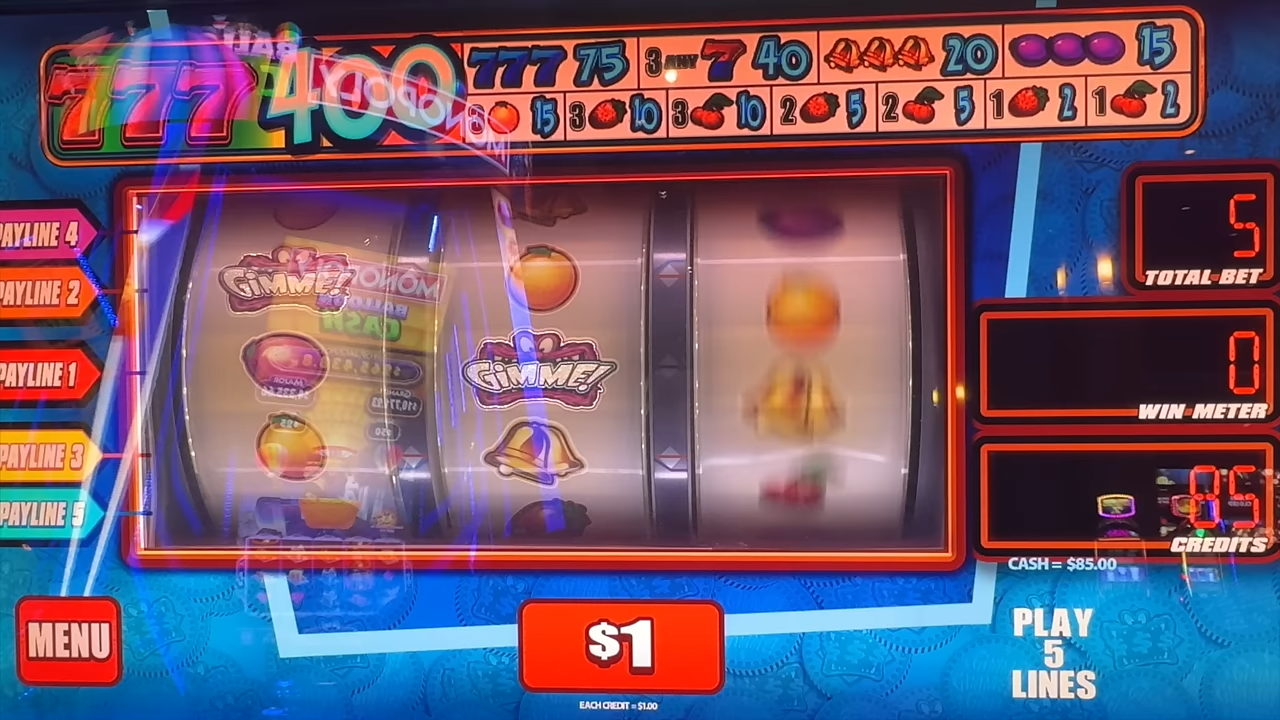 777 400
777 75
3 ANY 7 40
20
15
15
3 10
3 10
2 5
2 5
1 2
1 2
PAYLINE 4
PAYLINE 2
PAYLINE 1
PAYLINE 3
PAYLINE 5
GIMME!
GIMME!
MONOPOLY
CASH
5
TOTAL BET
0
WIN METER
85
CREDITS
CASH = $85.00
MENU
$1
EACH CREDIT = $1.00
PLAY
5
LINES